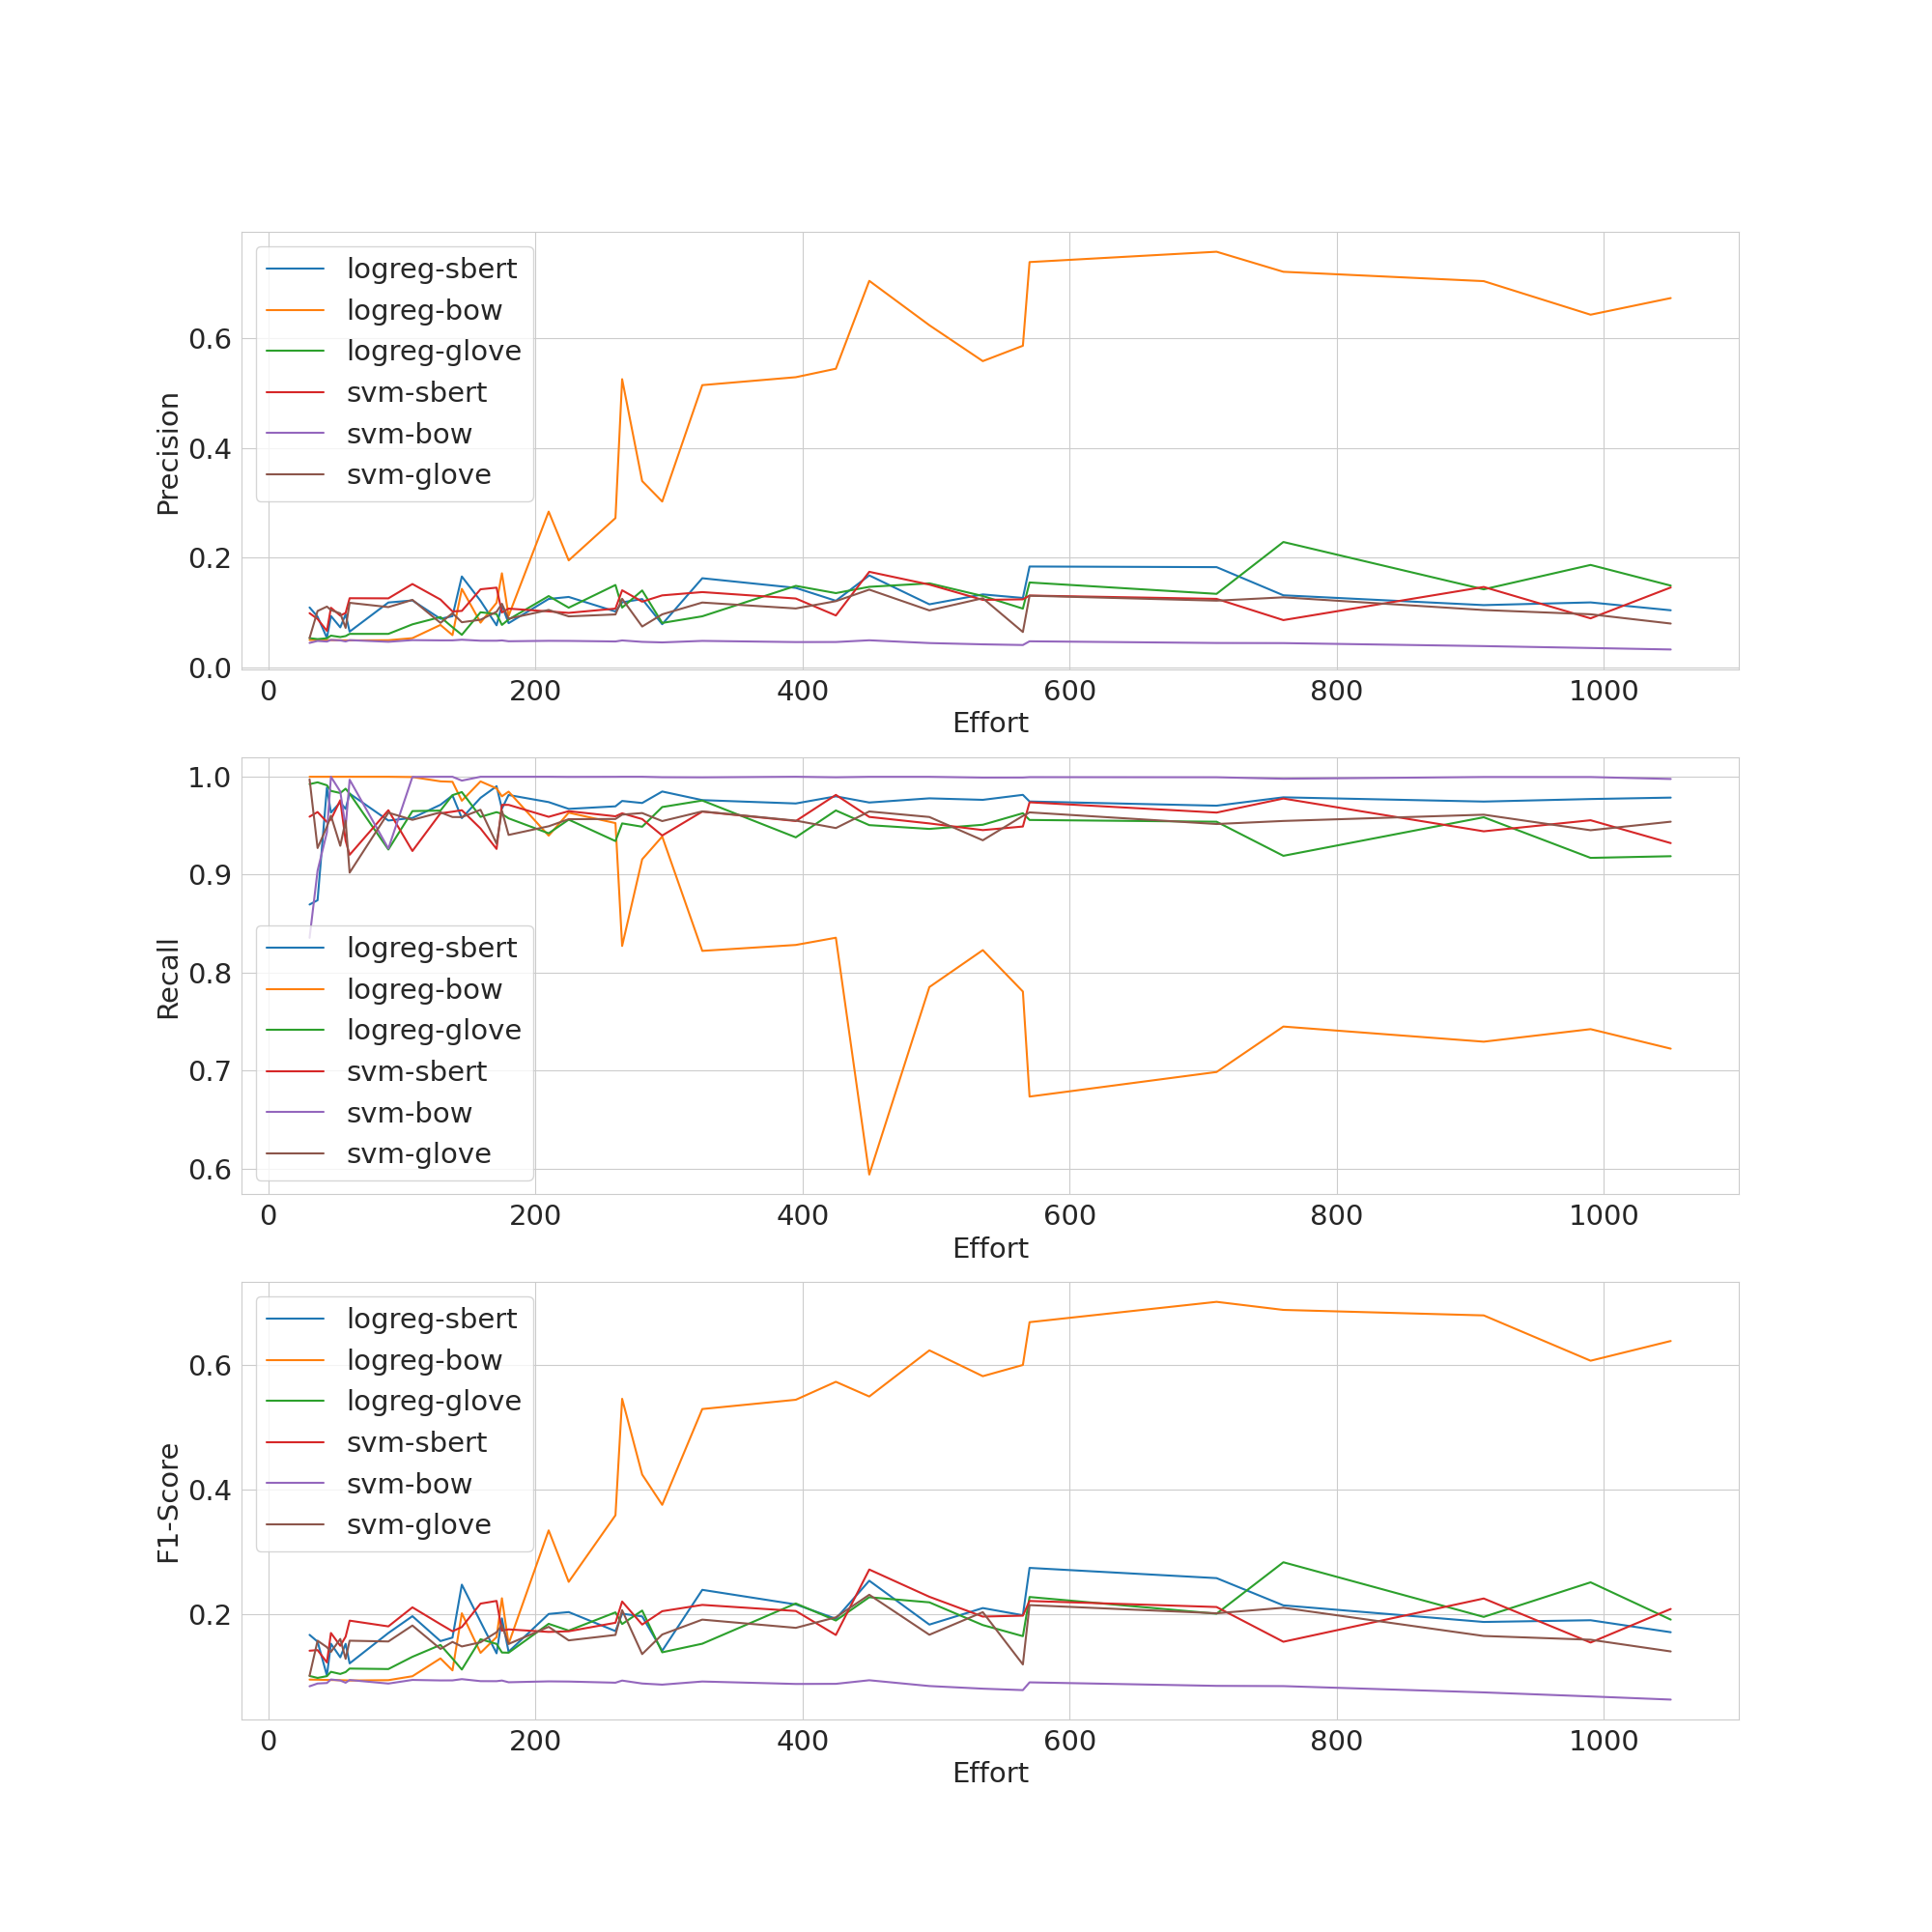 logreg-sbert
logreg-bow
logreg-glove
svm-sbert
svm-bow
svm-glove
Precision
0.6
0.4
0.2
0.0
0 200 400 600 800 1000
Effort
1.0
0.9
0.8
0.7
0.6
Recall
logreg-sbert
logreg-bow
logreg-glove
svm-sbert
svm-bow
svm-glove
0 200 400 600 800 1000
Effort
logreg-sbert
logreg-bow
logreg-glove
svm-sbert
svm-bow
svm-glove
F1-Score
0.6
0.4
0.2
0 200 400 600 800 1000
Effort